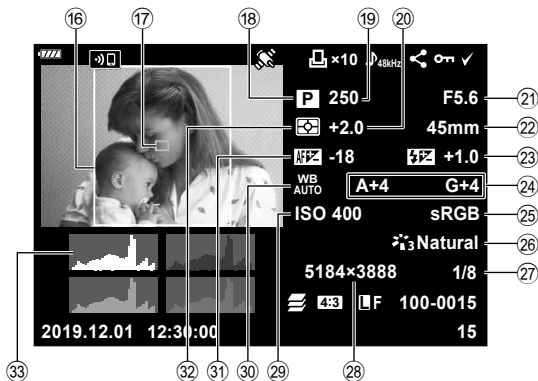 ⑯ ⑰ ⑱ ⑲ ⑳
×10 48kHz
P 250 F5.6 ㉑
+2.0 45mm ㉒
AF -18 +1.0 ㉓
WB AUTO A+4 G+4 ㉔
ISO 400 sRGB ㉕
3 Natural ㉖
5184×3888 1/8 ㉗
4:3 L F 100-0015
2019.12.01 12:30:00 15
㉝ ㉜ ㉛ ㉚ ㉙ ㉘